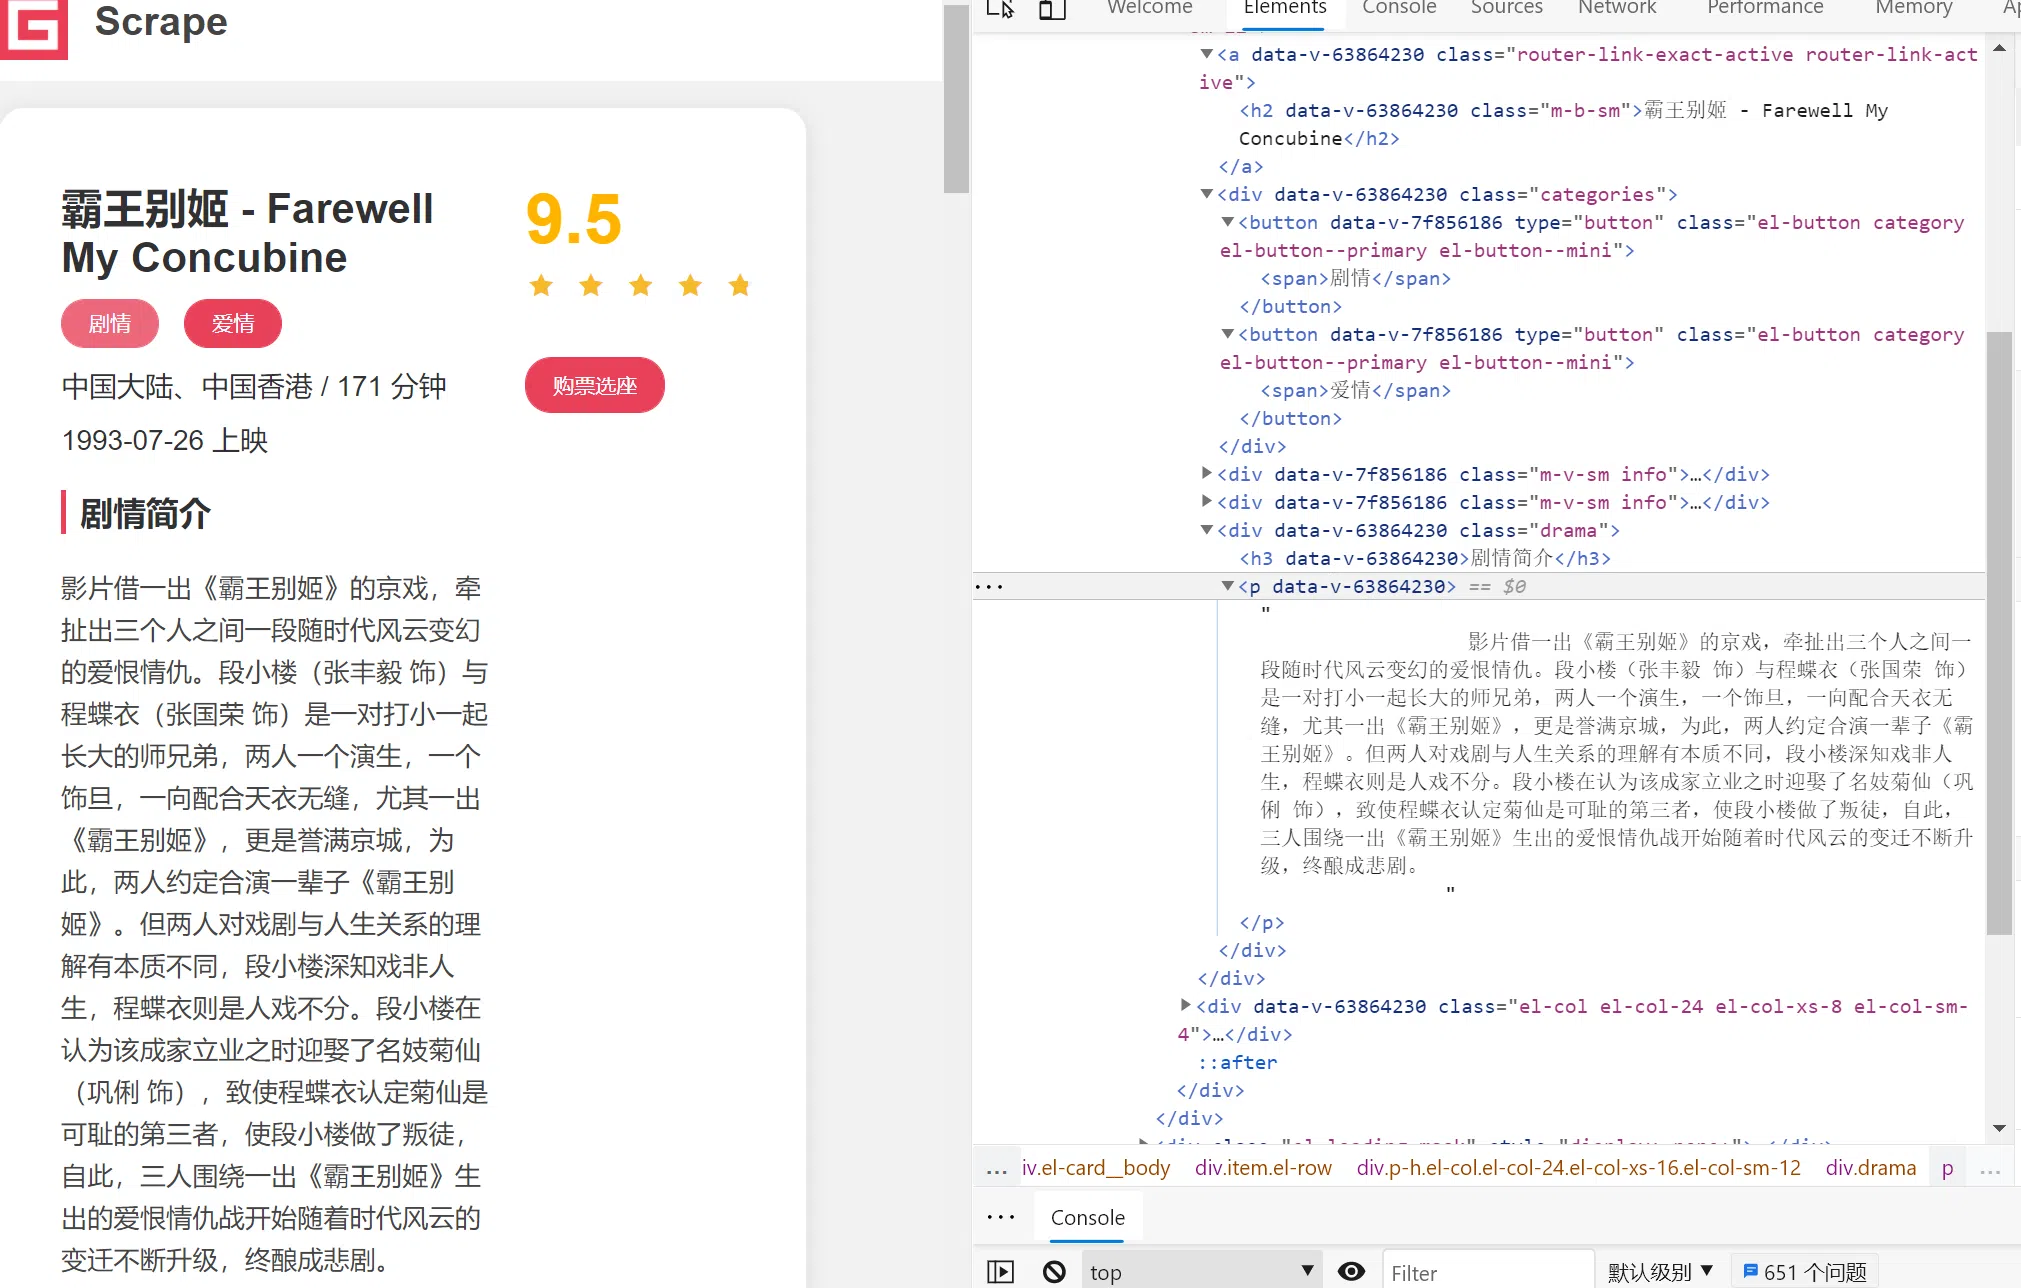 Scrape
霸王别姬 - Farewell
My Concubine
9.5
剧情
爱情
中国大陆、中国香港 / 171 分钟
购票选座
1993-07-26 上映
剧情简介
影片借一出《霸王别姬》的京戏，牵
扯出三个人之间一段随时代风云变幻
的爱恨情仇。段小楼（张丰毅 饰）与
程蝶衣（张国荣 饰）是一对打小一起
长大的师兄弟，两人一个演生，一个
饰旦，一向配合天衣无缝，尤其一出
《霸王别姬》，更是誉满京城，为
此，两人约定合演一辈子《霸王别
姬》。但两人对戏剧与人生关系的理
解有本质不同，段小楼深知戏非人
生，程蝶衣则是人戏不分。段小楼在
认为该成家立业之时迎娶了名妓菊仙
（巩俐 饰），致使程蝶衣认定菊仙是
可耻的第三者，使段小楼做了叛徒，
自此，三人围绕一出《霸王别姬》生
出的爱恨情仇战开始随着时代风云的
变迁不断升级，终酿成悲剧。
Welcome Elements Console Sources Network Performance Memory Ap
<a data-v-63864230 class="router-link-exact-active router-link-act
ive">
<h2 data-v-63864230 class="m-b-sm">霸王别姬 - Farewell My
Concubine</h2>
</a>
<div data-v-63864230 class="categories">
<button data-v-7f856186 type="button" class="el-button category
el-button--primary el-button--mini">
<span>剧情</span>
</button>
<button data-v-7f856186 type="button" class="el-button category
el-button--primary el-button--mini">
<span>爱情</span>
</button>
</div>
<div data-v-7f856186 class="m-v-sm info">…</div>
<div data-v-7f856186 class="m-v-sm info">…</div>
<div data-v-63864230 class="drama">
<h3 data-v-63864230>剧情简介</h3>
<p data-v-63864230> == $0
"
影片借一出《霸王别姬》的京戏，牵扯出三个人之间一
段随时代风云变幻的爱恨情仇。段小楼（张丰毅 饰）与程蝶衣（张国荣 饰）
是一对打小一起长大的师兄弟，两人一个演生，一个饰旦，一向配合天衣无
缝，尤其一出《霸王别姬》，更是誉满京城，为此，两人约定合演一辈子《霸
王别姬》。但两人对戏剧与人生关系的理解有本质不同，段小楼深知戏非人
生，程蝶衣则是人戏不分。段小楼在认为该成家立业之时迎娶了名妓菊仙（巩
俐 饰），致使程蝶衣认定菊仙是可耻的第三者，使段小楼做了叛徒，自此，
三人围绕一出《霸王别姬》生出的爱恨情仇战开始随着时代风云的变迁不断升
级，终酿成悲剧。
"
</p>
</div>
</div>
<div data-v-63864230 class="el-col el-col-24 el-col-xs-8 el-col-sm-
4">…</div>
::after
</div>
</div>
... iv.el-card__body div.item.el-row div.p-h.el-col.el-col-24.el-col-xs-16.el-col-sm-12 div.drama p ...
Console
top Filter 默认级别 651 个问题